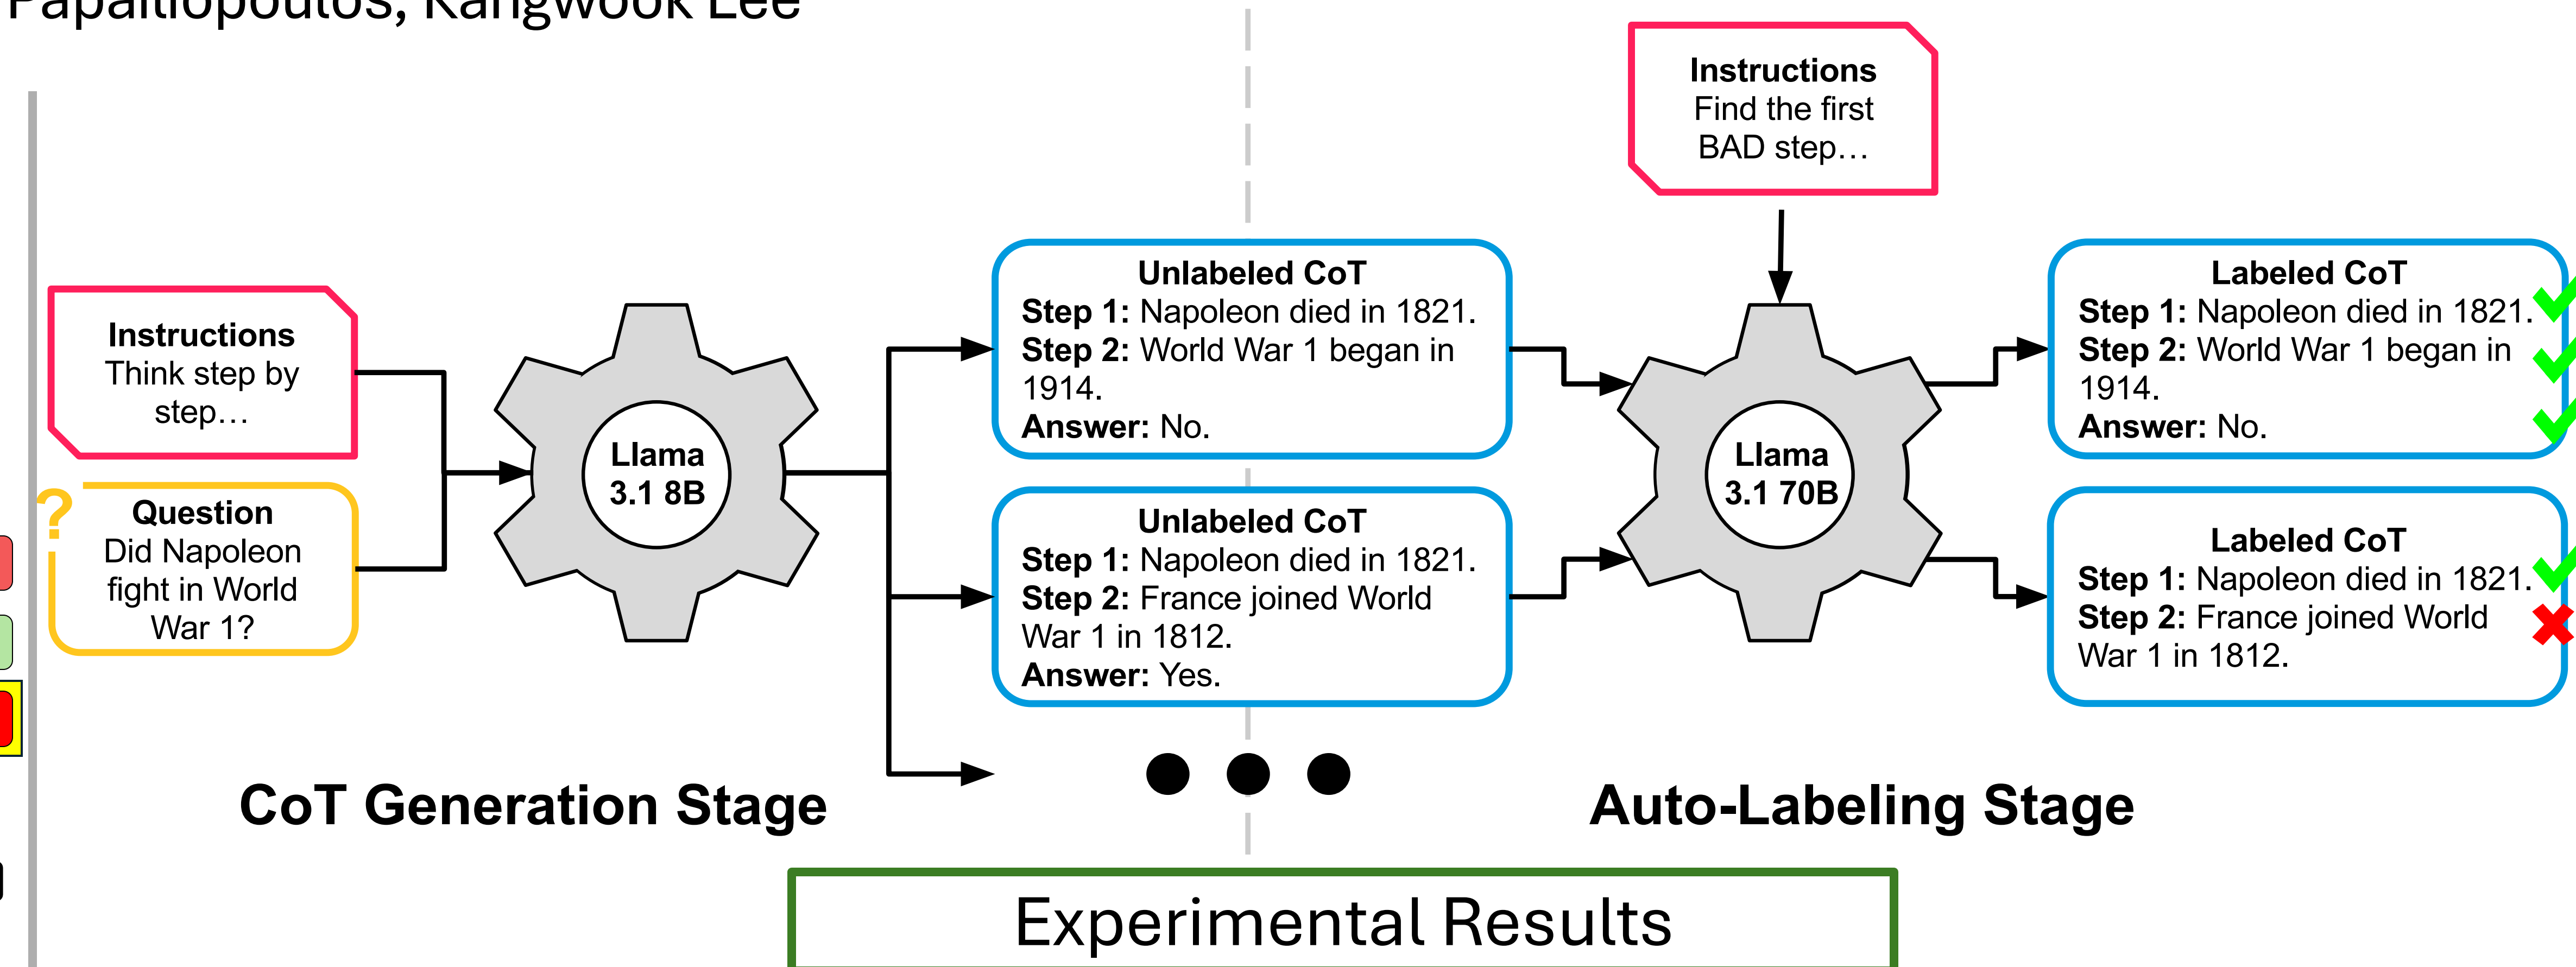 Papailiopoulos, Kangwook Lee
Instructions
Find the first
BAD step…
Instructions
Think step by
step…
?
Question
Did Napoleon
fight in World
War 1?
Llama
3.1 8B
Unlabeled CoT
Step 1: Napoleon died in 1821.
Step 2: World War 1 began in
1914.
Answer: No.
Unlabeled CoT
Step 1: Napoleon died in 1821.
Step 2: France joined World
War 1 in 1812.
Answer: Yes.
Llama
3.1 70B
Labeled CoT
Step 1: Napoleon died in 1821.
Step 2: World War 1 began in
1914.
Answer: No.
Labeled CoT
Step 1: Napoleon died in 1821.
Step 2: France joined World
War 1 in 1812.
CoT Generation Stage
Auto-Labeling Stage
Experimental Results